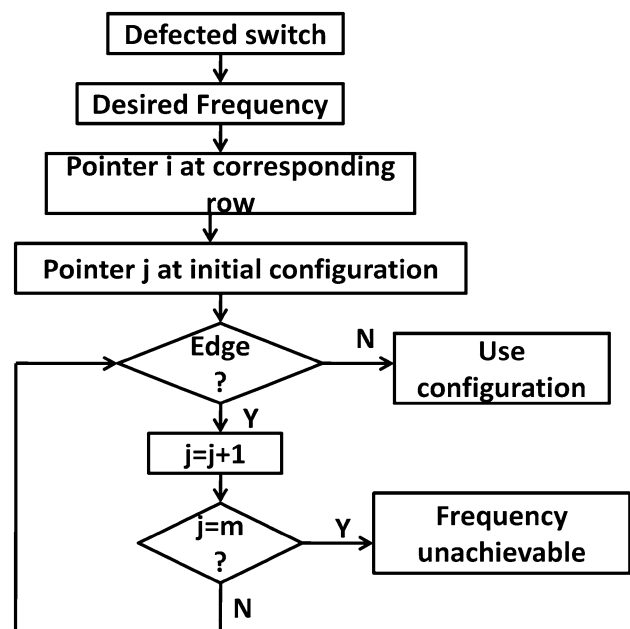 Defected switch
Desired Frequency
Pointer i at corresponding
row
Pointer j at initial configuration
Edge
?
N
Use
configuration
Y
j=j+1
j=m
?
Y
Frequency
unachievable
N